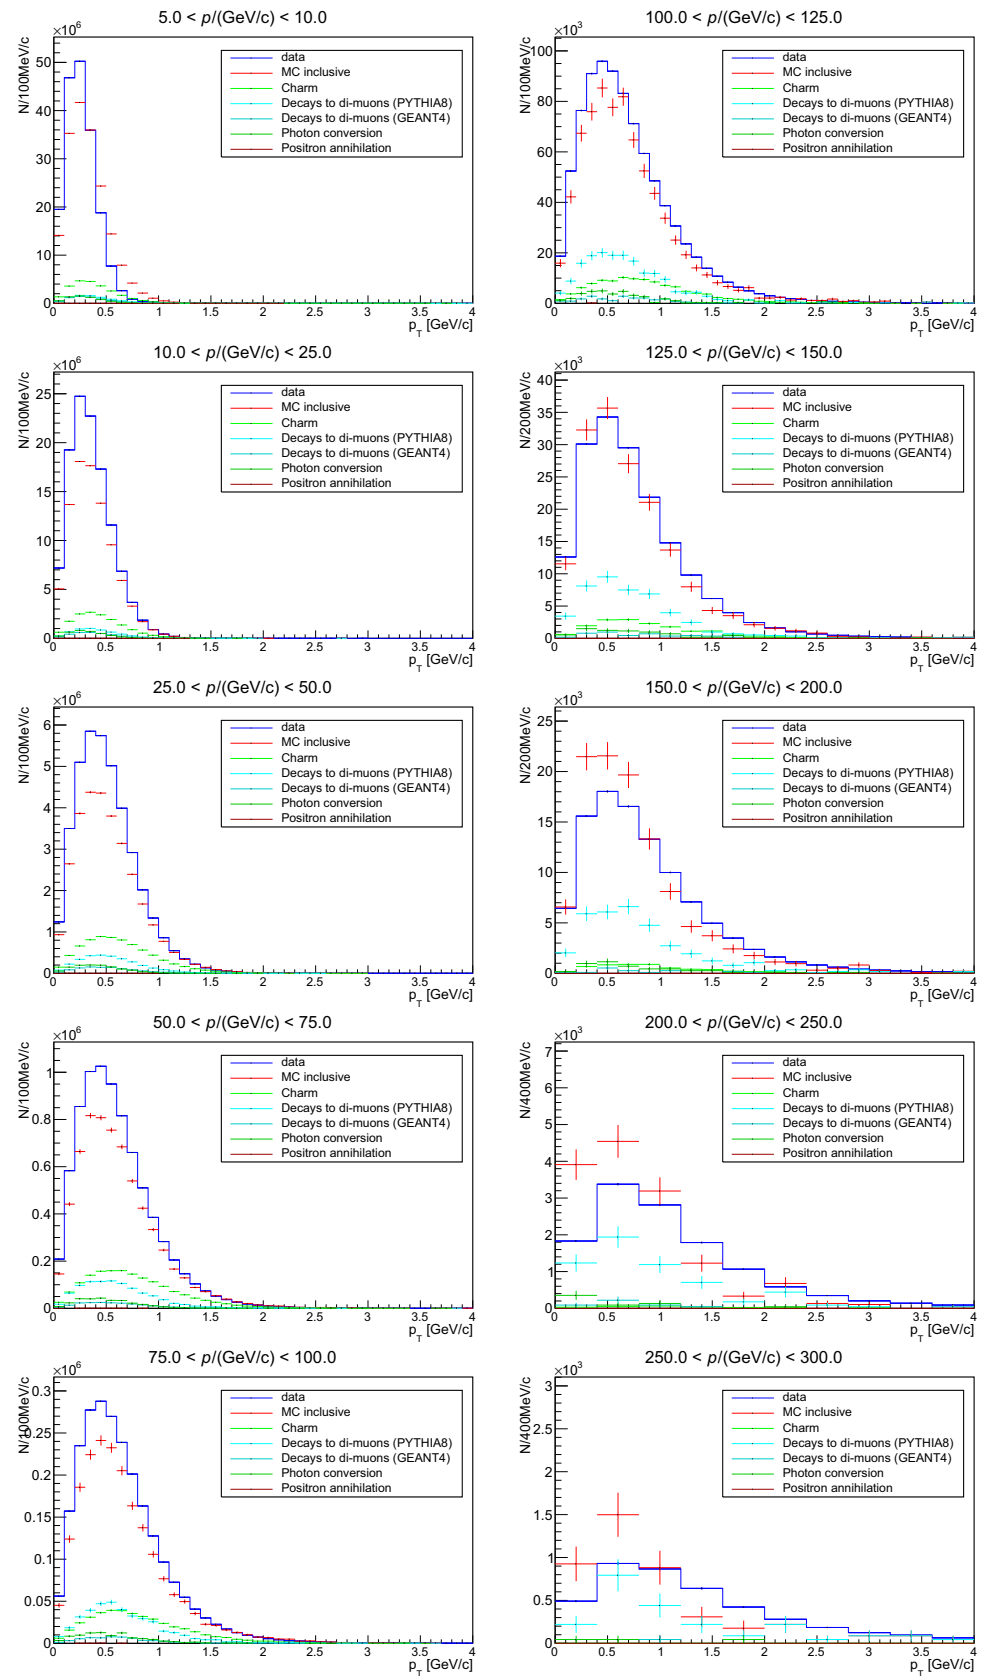 5.0 < p/(GeV/c) < 10.0
×10⁶
N/100MeV/c
50
40
30
20
10
0
data
MC inclusive
Charm
Decays to di-muons (PYTHIA8)
Decays to di-muons (GEANT4)
Photon conversion
Positron annihilation
0 0.5 1 1.5 2 2.5 3 3.5 4
p_T [GeV/c]
100.0 < p/(GeV/c) < 125.0
×10³
N/100MeV/c
100
80
60
40
20
0
data
MC inclusive
Charm
Decays to di-muons (PYTHIA8)
Decays to di-muons (GEANT4)
Photon conversion
Positron annihilation
0 0.5 1 1.5 2 2.5 3 3.5 4
p_T [GeV/c]
10.0 < p/(GeV/c) < 25.0
×10⁶
N/100MeV/c
25
20
15
10
5
0
data
MC inclusive
Charm
Decays to di-muons (PYTHIA8)
Decays to di-muons (GEANT4)
Photon conversion
Positron annihilation
0 0.5 1 1.5 2 2.5 3 3.5 4
p_T [GeV/c]
125.0 < p/(GeV/c) < 150.0
×10³
N/200MeV/c
40
35
30
25
20
15
10
5
0
data
MC inclusive
Charm
Decays to di-muons (PYTHIA8)
Decays to di-muons (GEANT4)
Photon conversion
Positron annihilation
0 0.5 1 1.5 2 2.5 3 3.5 4
p_T [GeV/c]
25.0 < p/(GeV/c) < 50.0
×10⁶
N/100MeV/c
6
5
4
3
2
1
0
data
MC inclusive
Charm
Decays to di-muons (PYTHIA8)
Decays to di-muons (GEANT4)
Photon conversion
Positron annihilation
0 0.5 1 1.5 2 2.5 3 3.5 4
p_T [GeV/c]
150.0 < p/(GeV/c) < 200.0
×10³
N/200MeV/c
25
20
15
10
5
0
data
MC inclusive
Charm
Decays to di-muons (PYTHIA8)
Decays to di-muons (GEANT4)
Photon conversion
Positron annihilation
0 0.5 1 1.5 2 2.5 3 3.5 4
p_T [GeV/c]
50.0 < p/(GeV/c) < 75.0
×10⁶
N/100MeV/c
1
0.8
0.6
0.4
0.2
0
data
MC inclusive
Charm
Decays to di-muons (PYTHIA8)
Decays to di-muons (GEANT4)
Photon conversion
Positron annihilation
0 0.5 1 1.5 2 2.5 3 3.5 4
p_T [GeV/c]
200.0 < p/(GeV/c) < 250.0
×10³
N/400MeV/c
7
6
5
4
3
2
1
0
data
MC inclusive
Charm
Decays to di-muons (PYTHIA8)
Decays to di-muons (GEANT4)
Photon conversion
Positron annihilation
0 0.5 1 1.5 2 2.5 3 3.5 4
p_T [GeV/c]
75.0 < p/(GeV/c) < 100.0
×10⁶
N/100MeV/c
0.3
0.25
0.2
0.15
0.1
0.05
0
data
MC inclusive
Charm
Decays to di-muons (PYTHIA8)
Decays to di-muons (GEANT4)
Photon conversion
Positron annihilation
0 0.5 1 1.5 2 2.5 3 3.5 4
p_T [GeV/c]
250.0 < p/(GeV/c) < 300.0
×10³
N/400MeV/c
3
2.5
2
1.5
1
0.5
0
data
MC inclusive
Charm
Decays to di-muons (PYTHIA8)
Decays to di-muons (GEANT4)
Photon conversion
Positron annihilation
0 0.5 1 1.5 2 2.5 3 3.5 4
p_T [GeV/c]